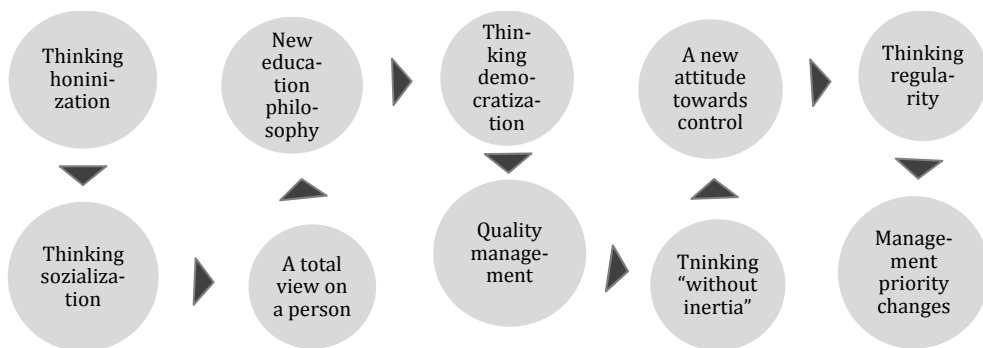 Thinking
honini-
zation
New
educa-
tion
philo-
sophy
Thin-
king
demo-
cratiza-
tion
A new
attitude
towards
control
Thinking
regula-
rity
Thinking
sozializa-
tion
A total
view on
a person
Quality
manage-
ment
Tninking
“without
inertia”
Manage-
ment
priority
changes